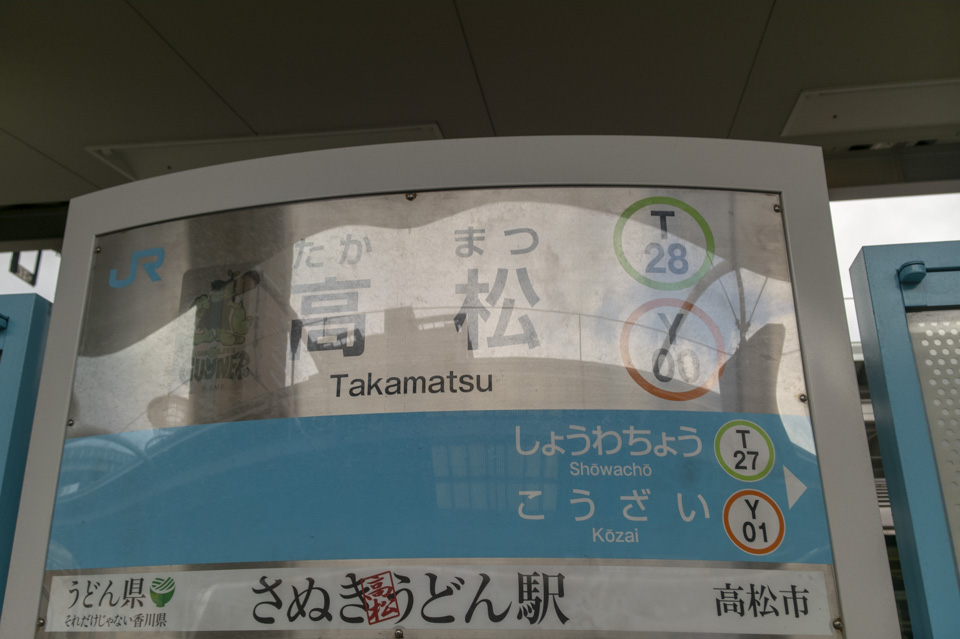 JR
たか まつ
高 松
Takamatsu
T
28
Y
00
しょうわちょう
Shōwachō
T
27
こうざい
Kōzai
Y
01
うどん県
それだけじゃない香川県
さぬき高松うどん駅
高松市